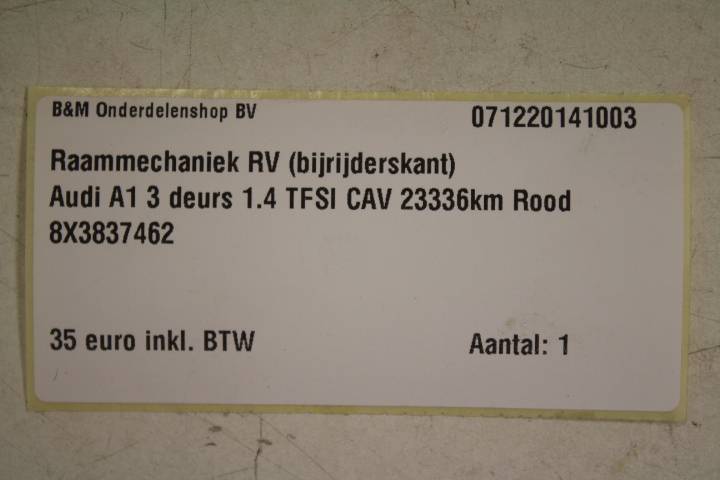 B&M Onderdelenshop BV 071220141003
Raammechaniek RV (bijrijderskant)
Audi A1 3 deurs 1.4 TFSI CAV 23336km Rood
8X3837462
35 euro inkl. BTW Aantal: 1